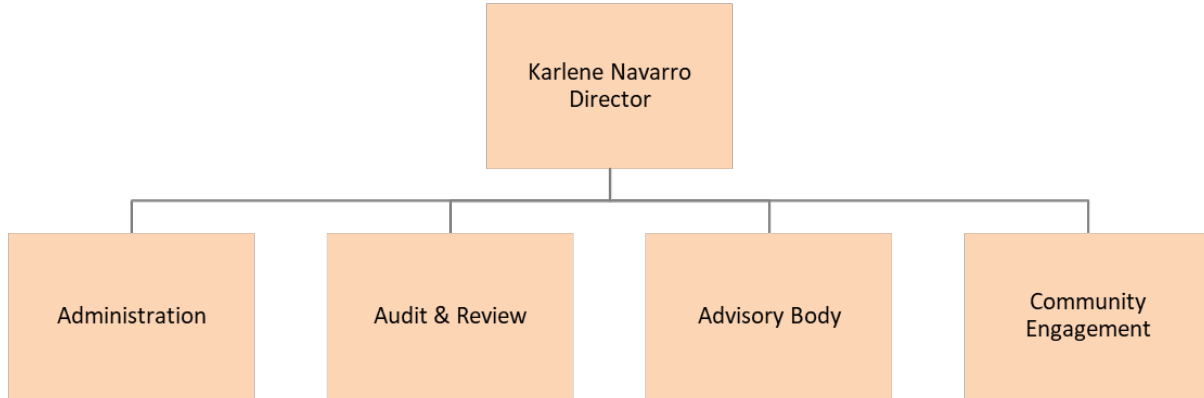 Karlene Navarro
Director
Administration
Audit & Review
Advisory Body
Community
Engagement